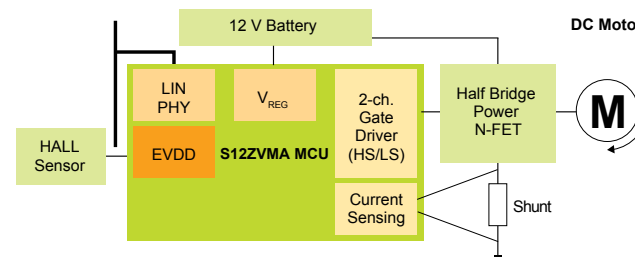 12 V Battery
DC Moto
LIN
PHY
VREG
2-ch.
Gate
Driver
(HS/LS)
Half Bridge
Power
N-FET
M
HALL
Sensor
EVDD
S12ZVMA MCU
Current
Sensing
Shunt